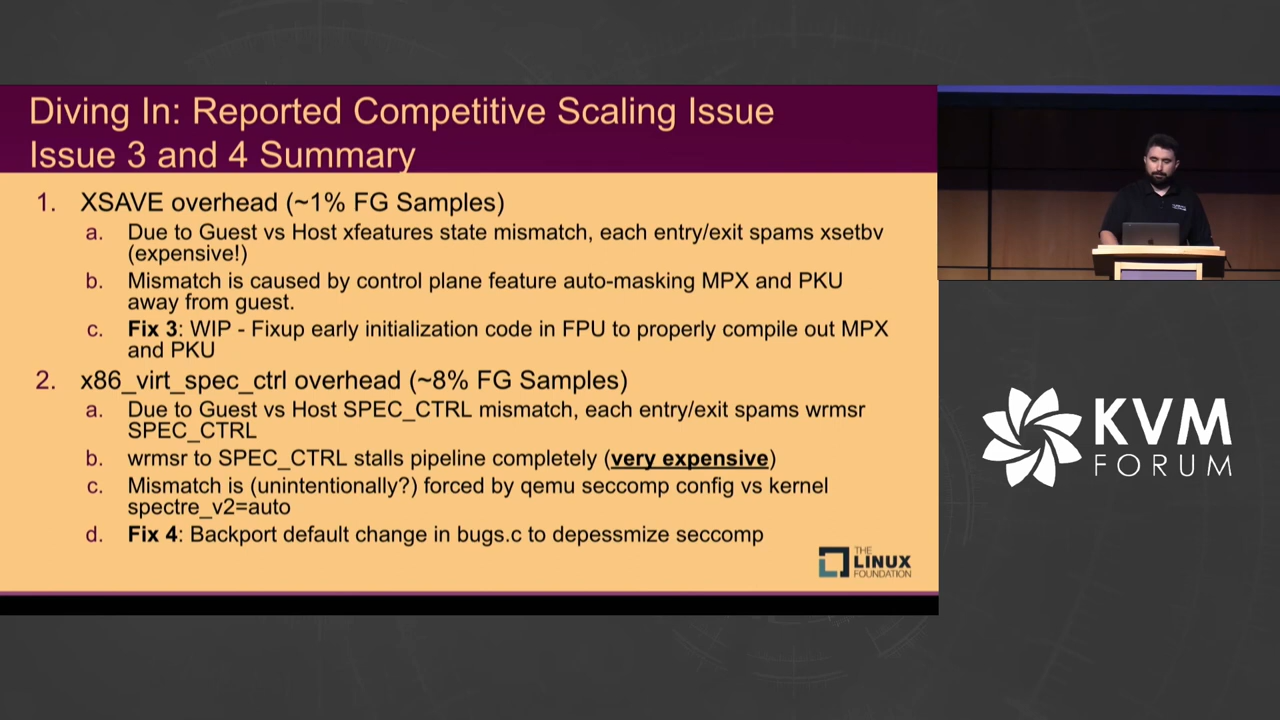 Diving In: Reported Competitive Scaling Issue
Issue 3 and 4 Summary
1. XSAVE overhead (~1% FG Samples)
a. Due to Guest vs Host xfeatures state mismatch, each entry/exit spams xsetbv
(expensive!)
b. Mismatch is caused by control plane feature auto-masking MPX and PKU
away from guest.
c. Fix 3: WIP - Fixup early initialization code in FPU to properly compile out MPX
and PKU
2. x86_virt_spec_ctrl overhead (~8% FG Samples)
a. Due to Guest vs Host SPEC_CTRL mismatch, each entry/exit spams wrmsr
SPEC_CTRL
b. wrmsr to SPEC_CTRL stalls pipeline completely (very expensive)
c. Mismatch is (unintentionally?) forced by qemu seccomp config vs kernel
spectre_v2=auto
d. Fix 4: Backport default change in bugs.c to depessmize seccomp
THE
LINUX
FOUNDATION
KVM
FORUM